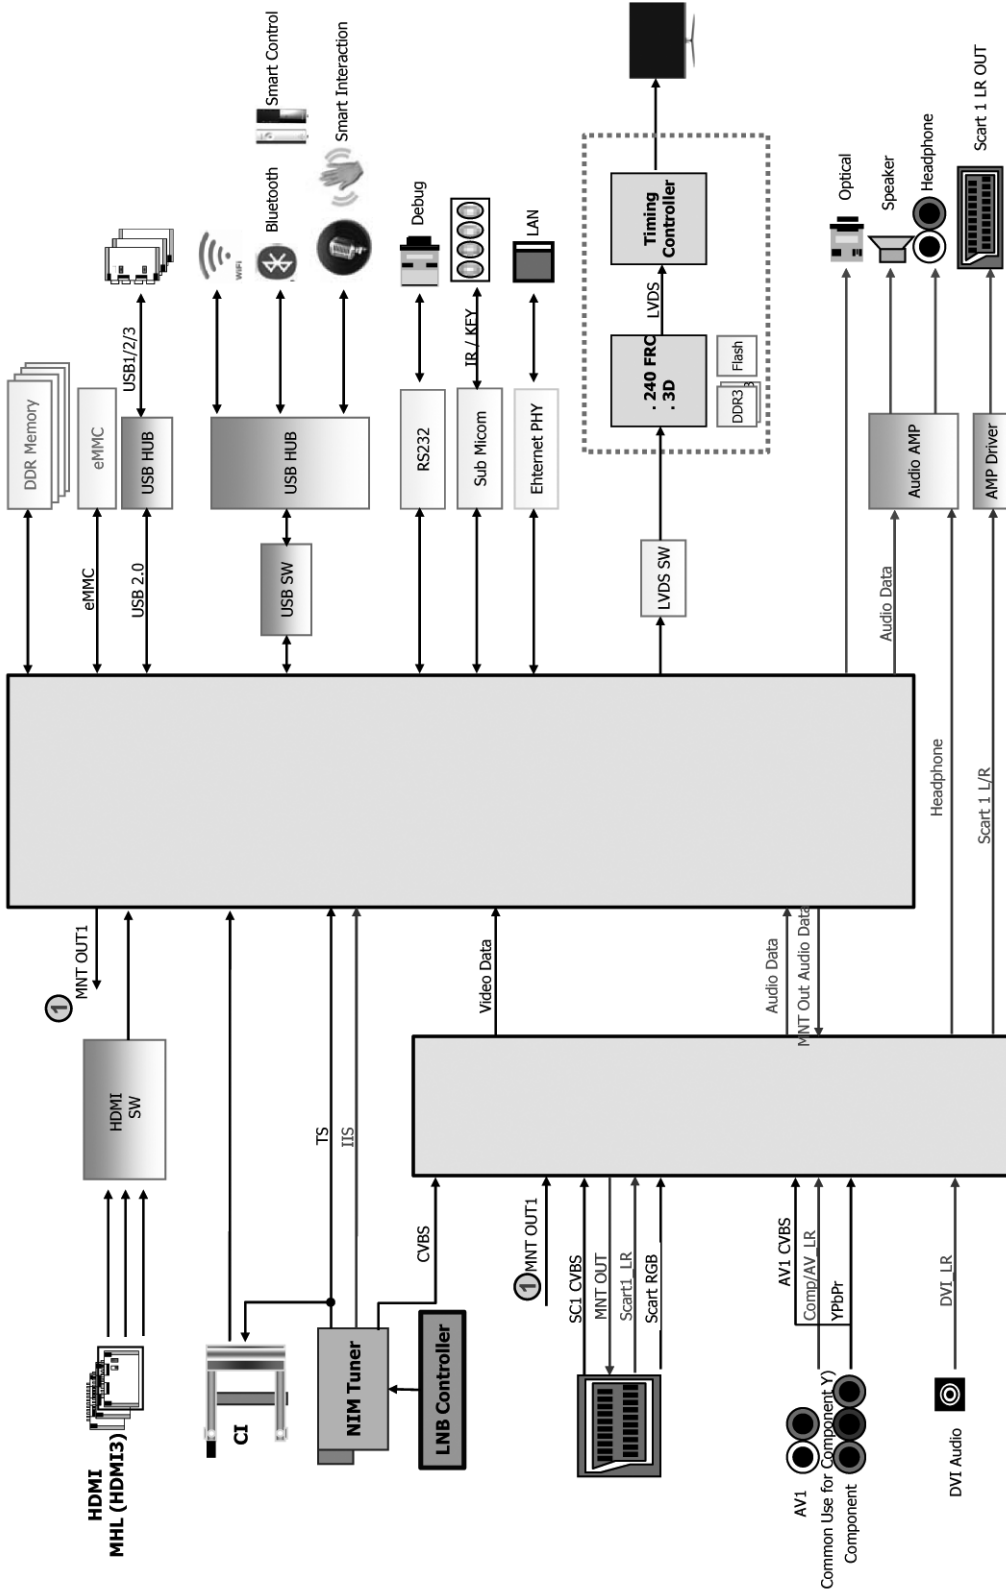 HDMI
MHL (HDMI3)
HDMI
SW
1
MNT OUT1
CI
NIM Tuner
LNB Controller
TS
IIS
CVBS
1
MNT OUT1
SC1 CVBS
MNT OUT
Scart1_LR
Scart RGB
AV1
Common Use for Component Y)
Component
AV1 CVBS
Comp/AV_LR
YPbPr
DVI Audio
DVI_LR
Video Data
Audio Data
MNT Out Audio Data
Headphone
Scart 1 L/R
DDR Memory
eMMC
eMMC
USB 2.0
USB HUB
USB1/2/3
USB SW
USB HUB
WiFi
Bluetooth
Smart Control
Smart Interaction
RS232
Debug
Sub Micom
IR / KEY
Ehternet PHY
LAN
LVDS SW
. 240 FRC
. 3D
DDR3
3
Flash
LVDS
Timing
Controller
Optical
Audio Data
Audio AMP
Speaker
Headphone
AMP Driver
Scart 1 LR OUT